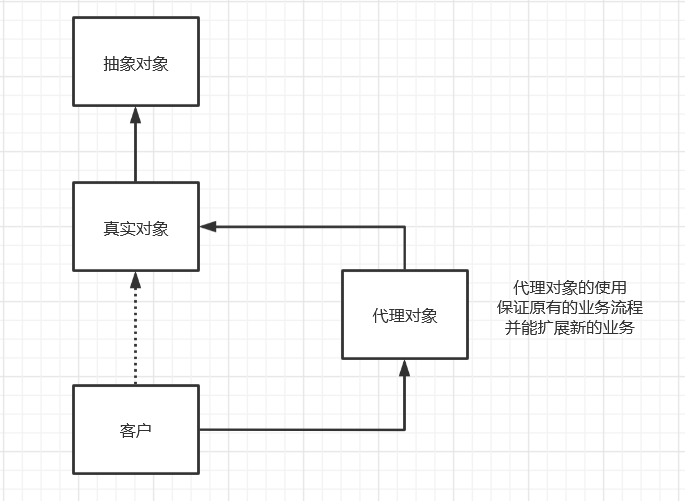 抽象对象
真实对象
代理对象
代理对象的使用
保证原有的业务流程
并能扩展新的业务
客户